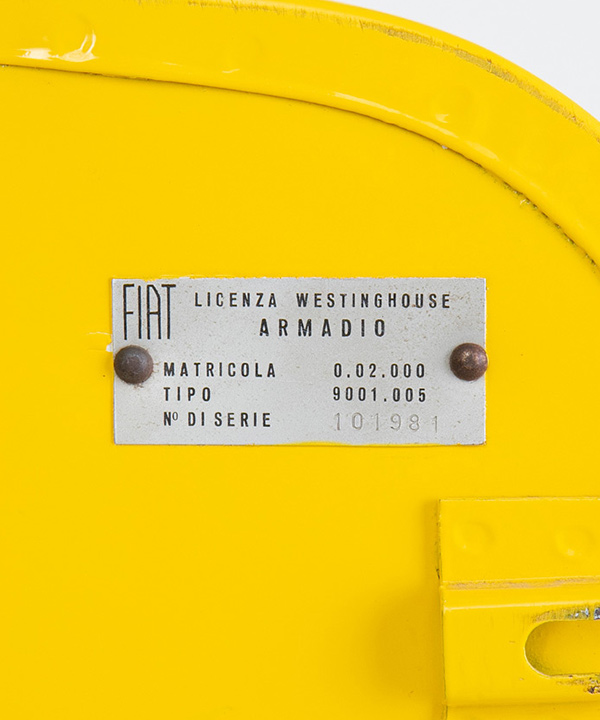 FIAT LICENZA WESTINGHOUSE
ARMADIO
MATRICOLA 0.02.000
TIPO 9001.005
Nº DI SERIE 101981